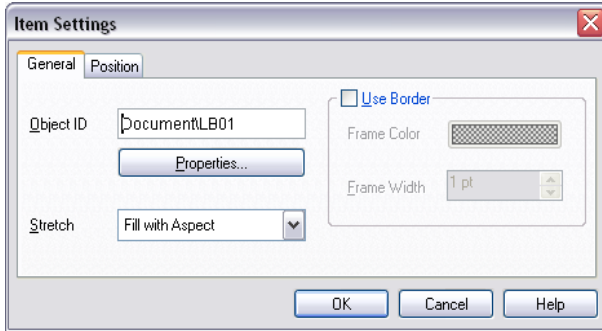 Item Settings
General Position
Object ID Document\LB01
Properties...
Stretch Fill with Aspect
Use Border
Frame Color
Frame Width 1 pt
OK Cancel Help